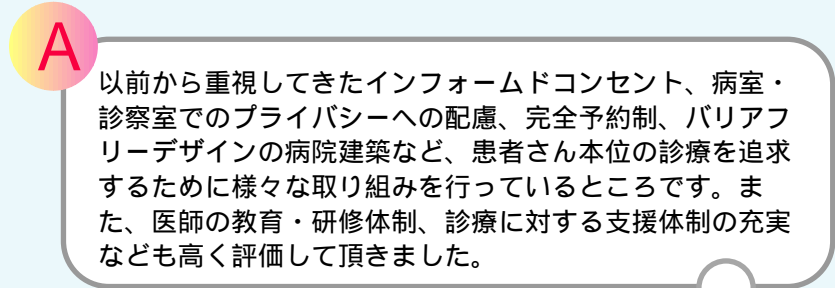 A
以前から重視してきたインフォームドコンセント、病室・
診察室でのプライバシーへの配慮、完全予約制、バリアフ
リーデザインの病院建築など、患者さん本位の診療を追求
するために様々な取り組みを行っているところです。ま
た、医師の教育・研修体制、診療に対する支援体制の充実
なども高く評価して頂きました。